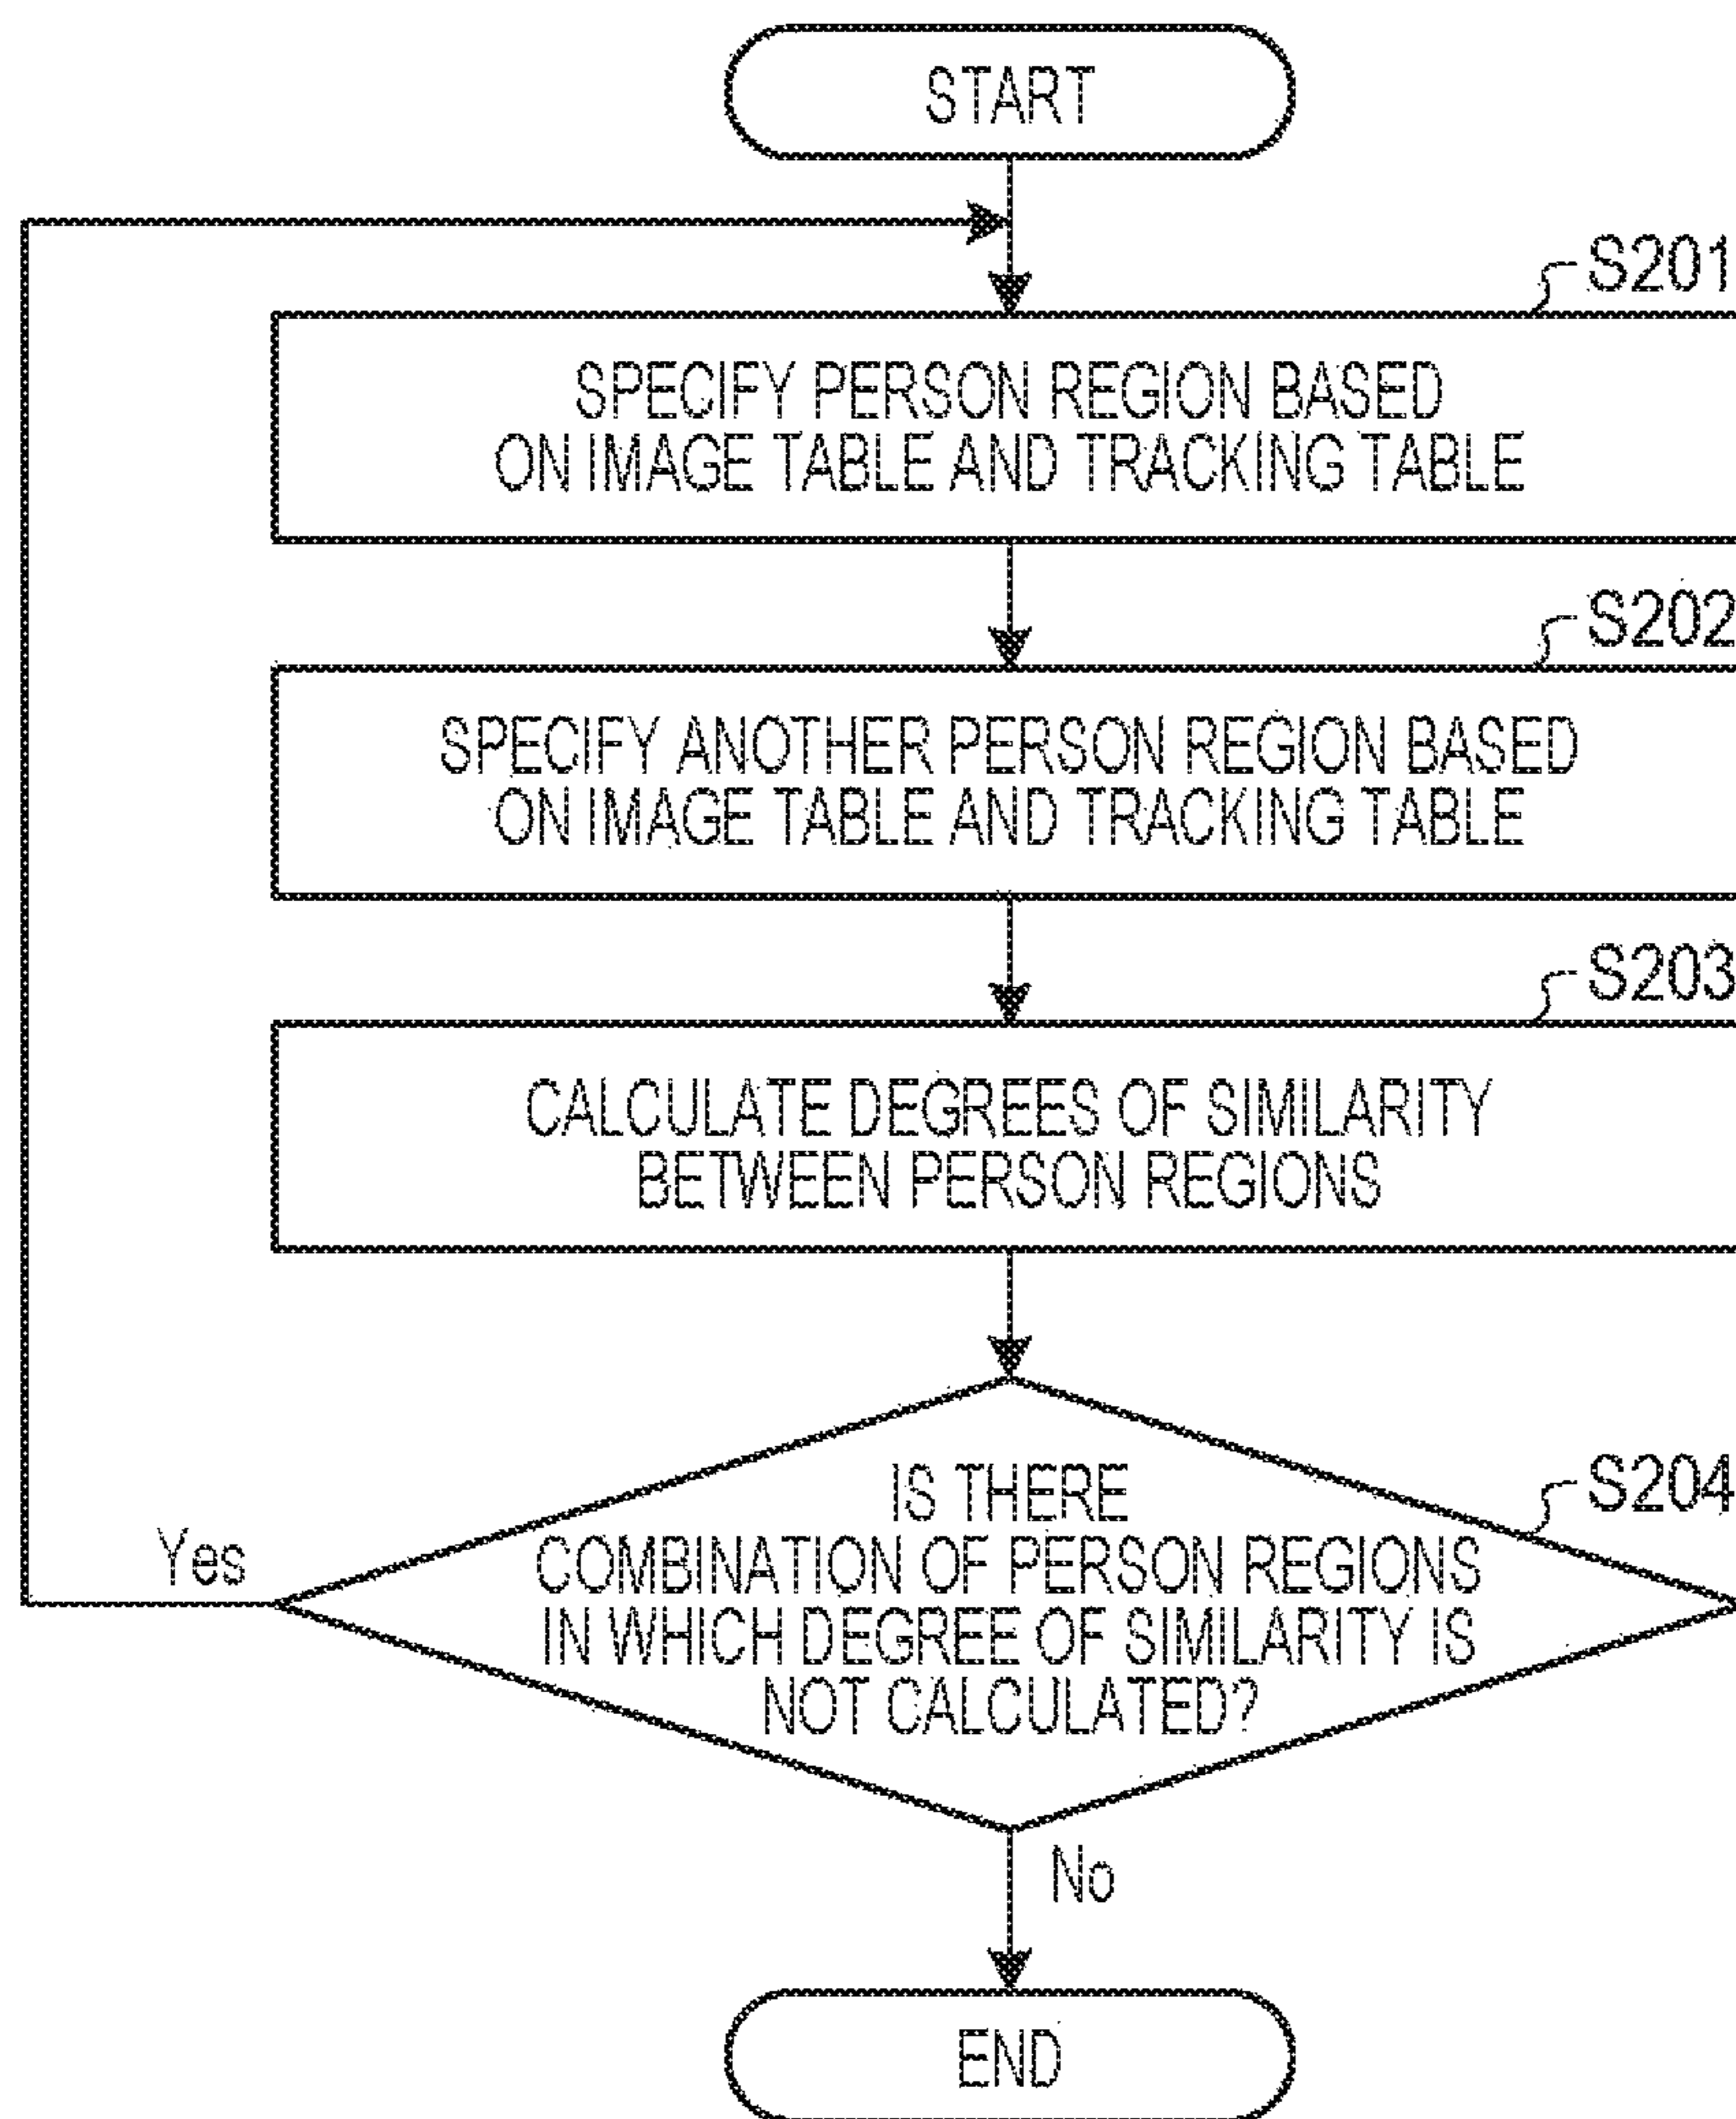 START
S201
SPECIFY PERSON REGION BASED
ON IMAGE TABLE AND TRACKING TABLE
S202
SPECIFY ANOTHER PERSON REGION BASED
ON IMAGE TABLE AND TRACKING TABLE
S203
CALCULATE DEGREES OF SIMILARITY
BETWEEN PERSON REGIONS
S204
IS THERE
COMBINATION OF PERSON REGIONS
IN WHICH DEGREE OF SIMILARITY IS
NOT CALCULATED?
Yes
No
END